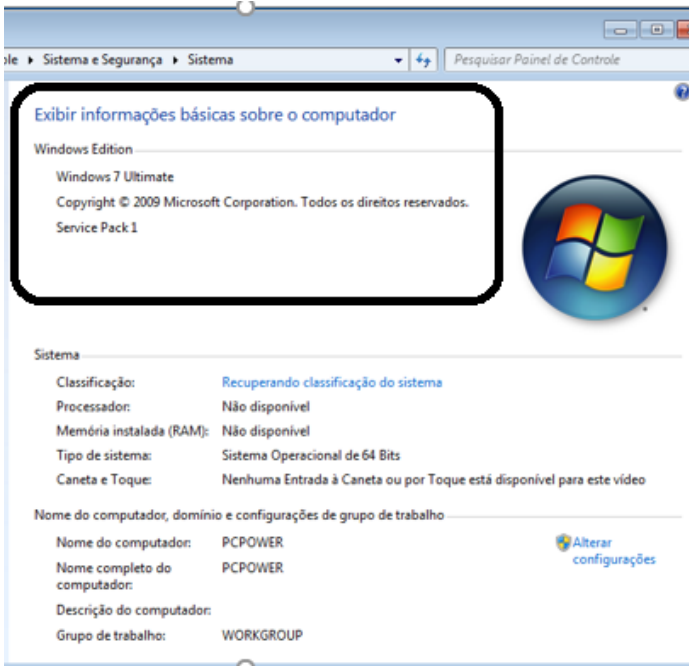 ole ▸ Sistema e Segurança ▸ Sistema
Pesquisar Painel de Controle
Exibir informações básicas sobre o computador
Windows Edition
Windows 7 Ultimate
Copyright © 2009 Microsoft Corporation. Todos os direitos reservados.
Service Pack 1
Sistema
Classificação: Recuperando classificação do sistema
Processador: Não disponível
Memória instalada (RAM): Não disponível
Tipo de sistema: Sistema Operacional de 64 Bits
Caneta e Toque: Nenhuma Entrada à Caneta ou por Toque está disponível para este vídeo
Nome do computador, domínio e configurações de grupo de trabalho
Nome do computador: PCPOWER
Alterar
configurações
Nome completo do PCPOWER
computador:
Descrição do computador:
Grupo de trabalho: WORKGROUP